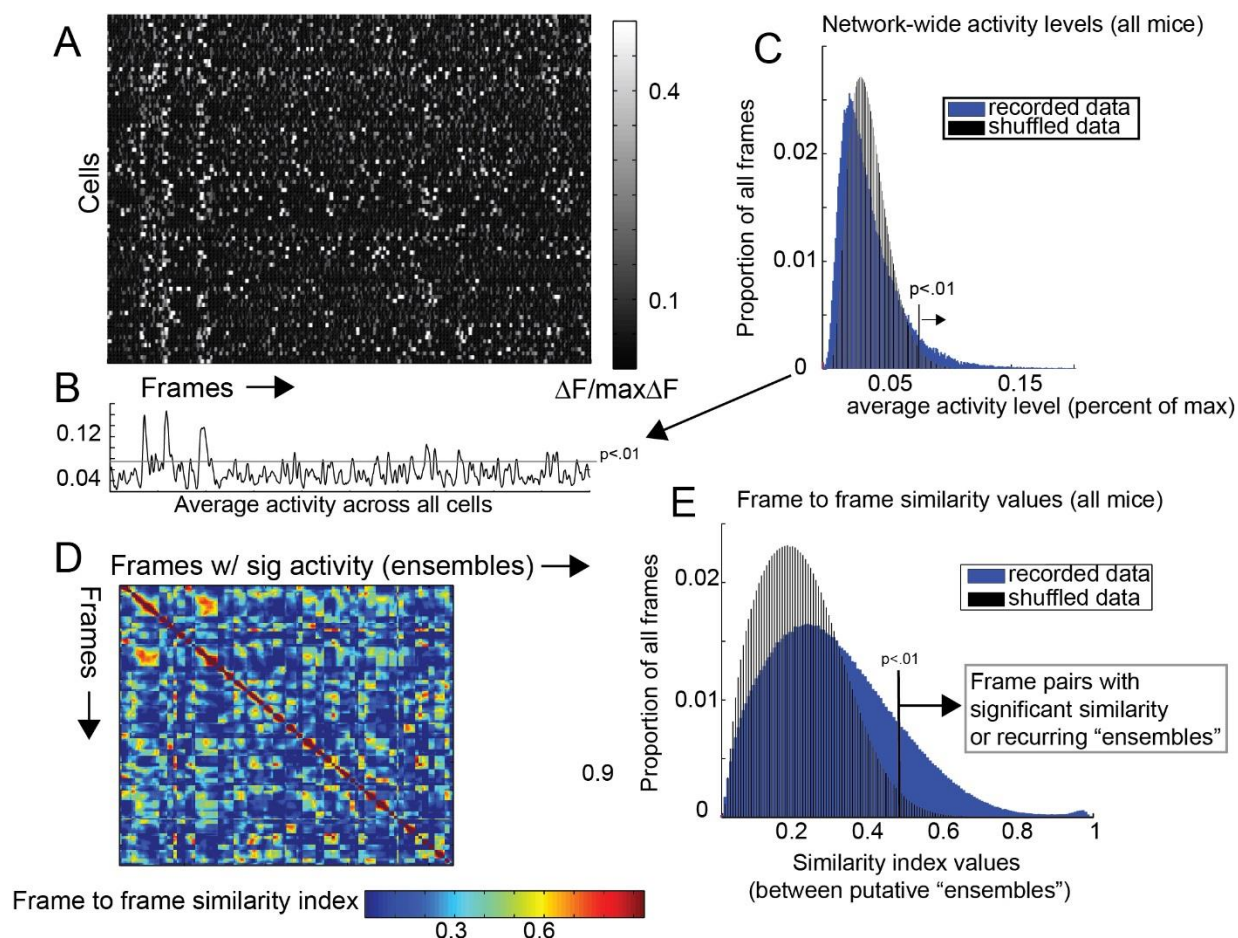 A
Cells
0.4
0.1
Frames
ΔF/maxΔF
B
0.12
0.04
p<.01
Average activity across all cells
C
Network-wide activity levels (all mice)
Proportion of all frames
0.02
0.01
0
recorded data
shuffled data
p<.01
0.05
0.15
average activity level (percent of max)
D
Frames w/ sig activity (ensembles)
Frames
0.9
Frame to frame similarity index
0.3
0.6
E
Frame to frame similarity values (all mice)
Proportion of all frames
0.02
0.01
0
recorded data
shuffled data
p<.01
Frame pairs with
significant similarity
or recurring “ensembles”
0.2
0.4
0.6
0.8
1
Similarity index values
(between putative “ensembles”)